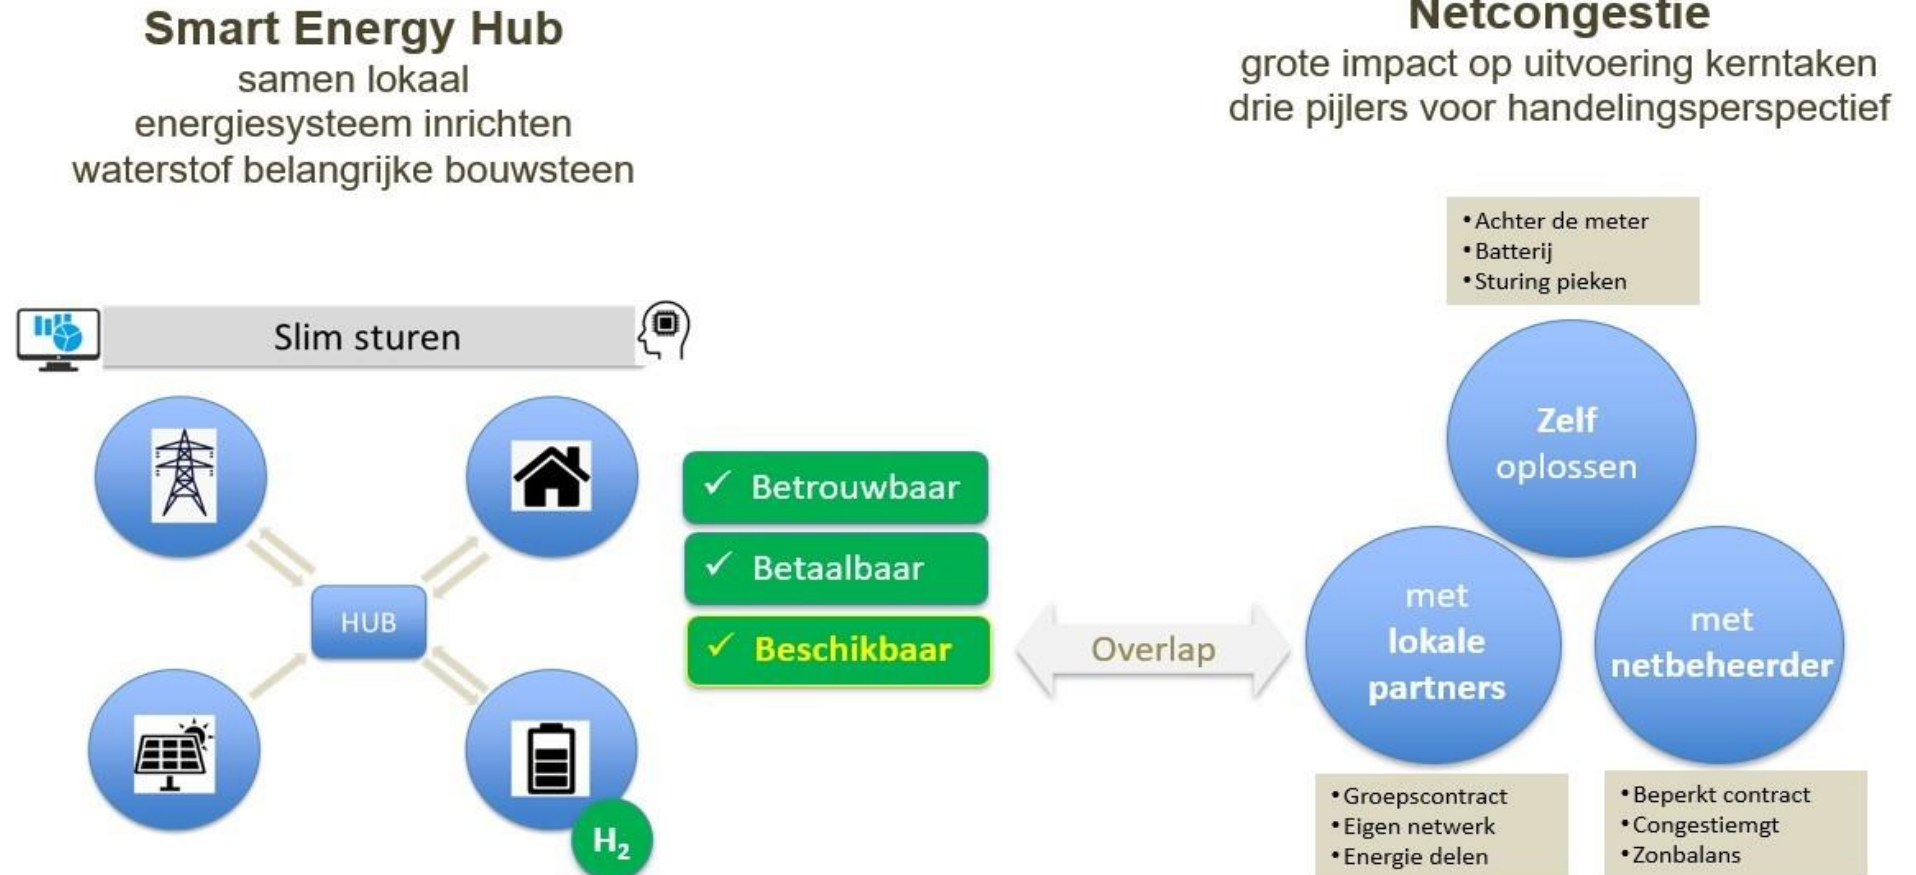 Smart Energy Hub
samen lokaal
energiesysteem inrichten
waterstof belangrijke bouwsteen
Slim sturen
HUB
H₂
✓ Betrouwbaar
✓ Betaalbaar
✓ Beschikbaar
Overlap
Netcongestie
grote impact op uitvoering kerntaken
drie pijlers voor handelingsperspectief
• Achter de meter
• Batterij
• Sturing pieken
Zelf
oplossen
met
lokale
partners
met
netbeheerder
• Groepscontract
• Eigen netwerk
• Energie delen
• Beperkt contract
• Congestiemgt
• Zonbalans